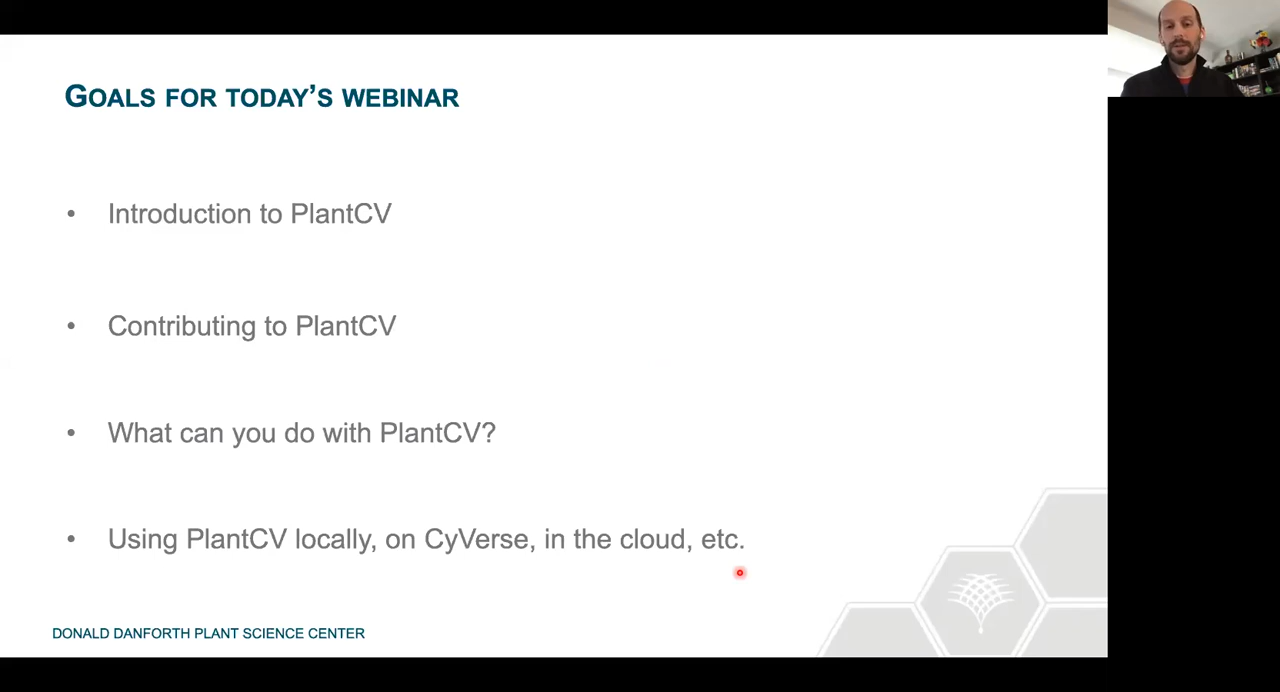 GOALS FOR TODAY'S WEBINAR
• Introduction to PlantCV
• Contributing to PlantCV
• What can you do with PlantCV?
• Using PlantCV locally, on CyVerse, in the cloud, etc.
DONALD DANFORTH PLANT SCIENCE CENTER